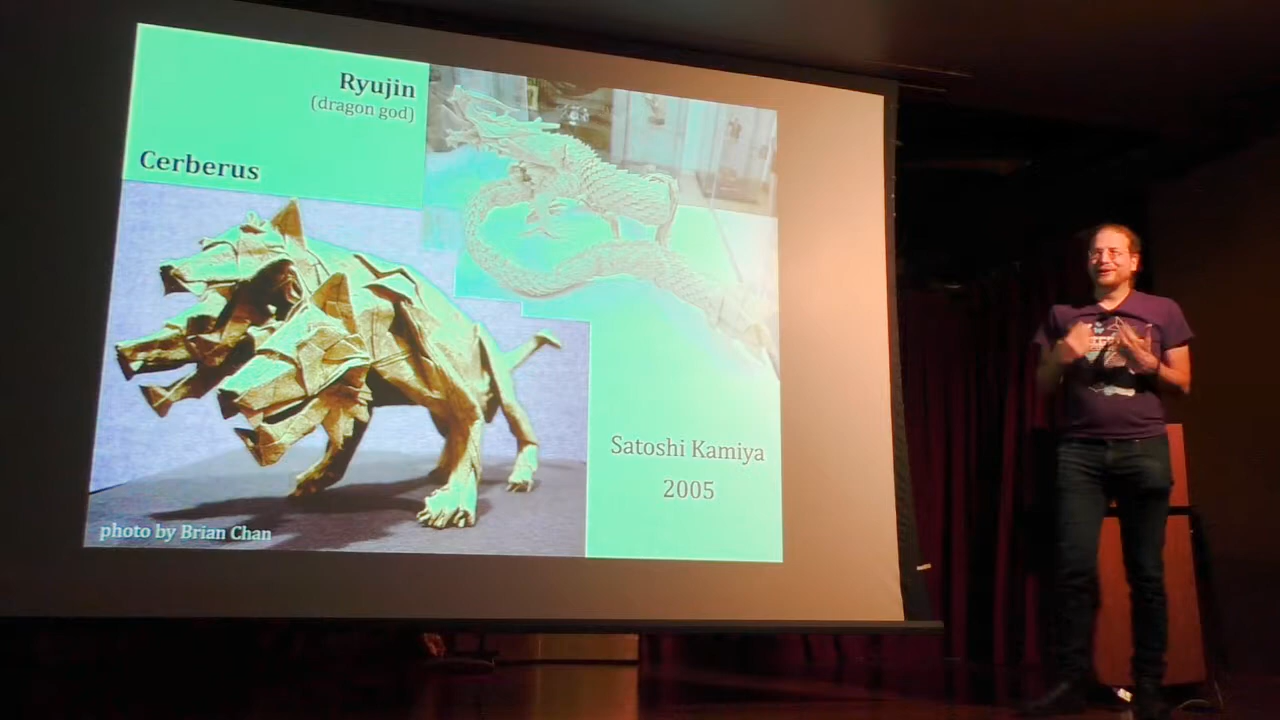 Ryujin
(dragon god)
Cerberus
Satoshi Kamiya
2005
photo by Brian Chan